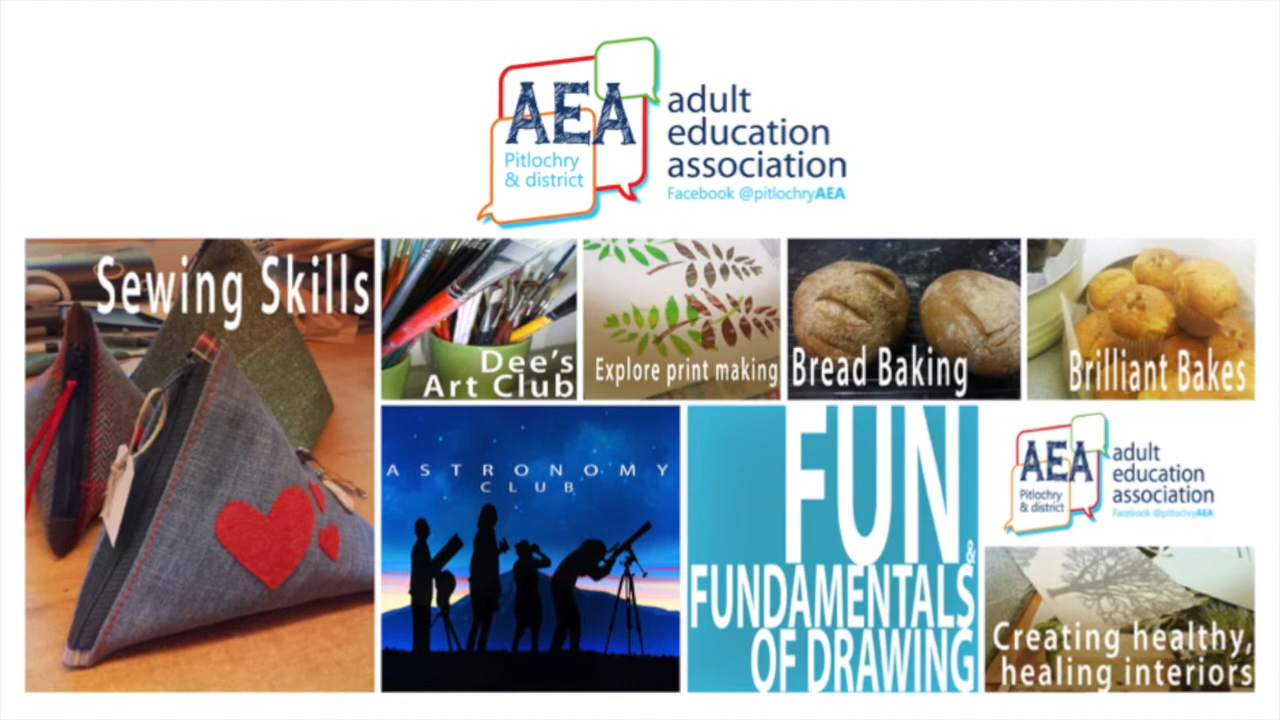 AEA
Pitlochry
& district
adult
education
association
Facebook @pitlochryAEA
Sewing Skills
Dee's
Art Club
Explore print making
Bread Baking
Brilliant Bakes
ASTRONOMY
CLUB
FUN
&
FUNDAMENTALS
OF DRAWING
AEA
Pitlochry
& district
adult
education
association
Facebook @pitlochryAEA
Creating healthy,
healing interiors